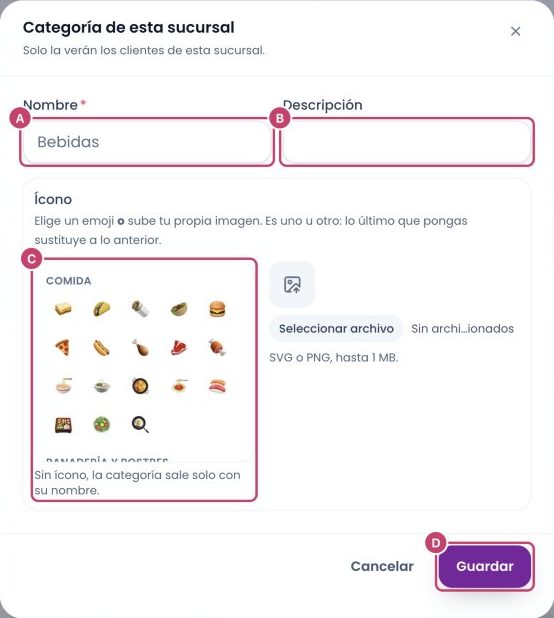 Categoría de esta sucursal
Solo la verán los clientes de esta sucursal.
Nombre *
Descripción
A
B
Bebidas
Ícono
Elige un emoji o sube tu propia imagen. Es uno u otro: lo último que pongas
sustituye a lo anterior.
C
COMIDA
Seleccionar archivo
Sin archi...ionados
SVG o PNG, hasta 1 MB.
PANADERÍA Y POSTRES
Sin ícono, la categoría sale solo con
su nombre.
D
Cancelar
Guardar